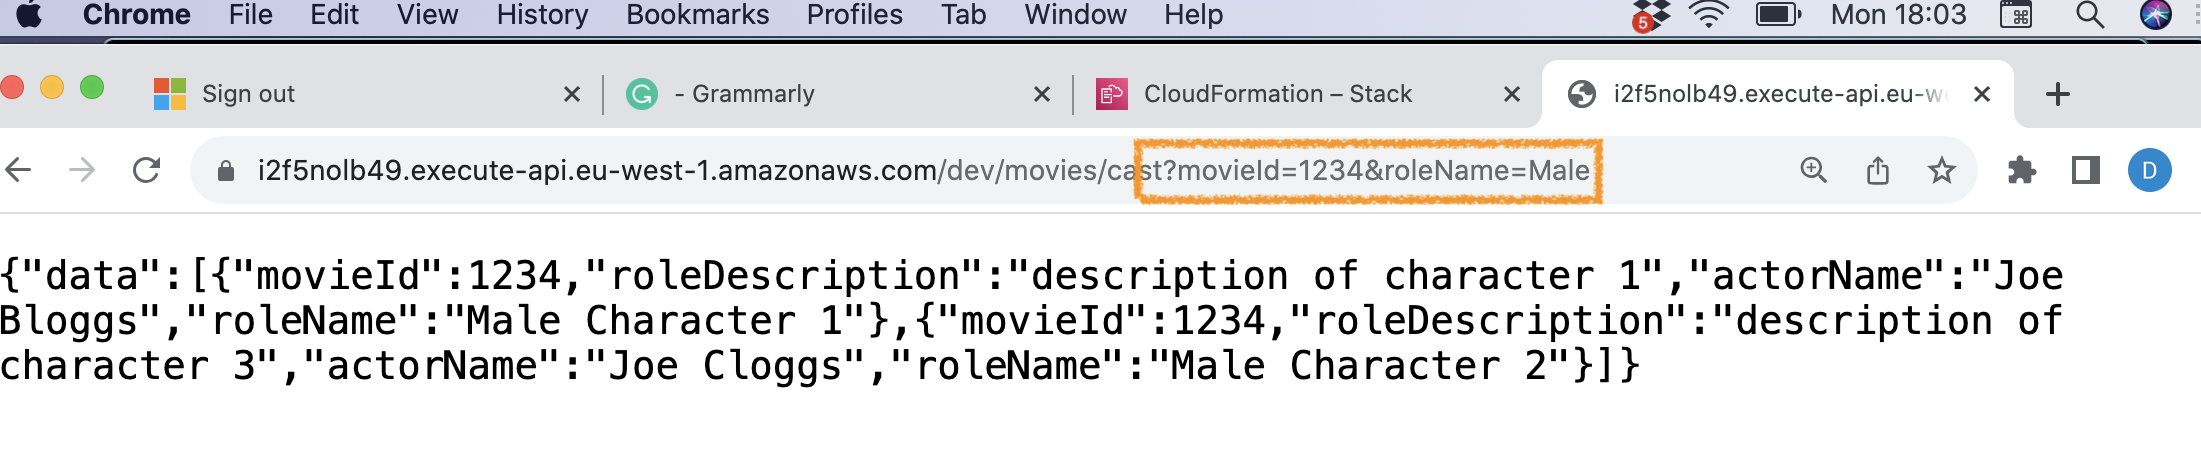 Chrome File Edit View History Bookmarks Profiles Tab Window Help 5 Mon 18:03
Sign out - Grammarly CloudFormation – Stack i2f5nolb49.execute-api.eu-we
i2f5nolb49.execute-api.eu-west-1.amazonaws.com/dev/movies/cast?movieId=1234&roleName=Male D
{"data":[{"movieId":1234,"roleDescription":"description of character 1","actorName":"Joe
Bloggs","roleName":"Male Character 1"},{"movieId":1234,"roleDescription":"description of
character 3","actorName":"Joe Cloggs","roleName":"Male Character 2"}]}